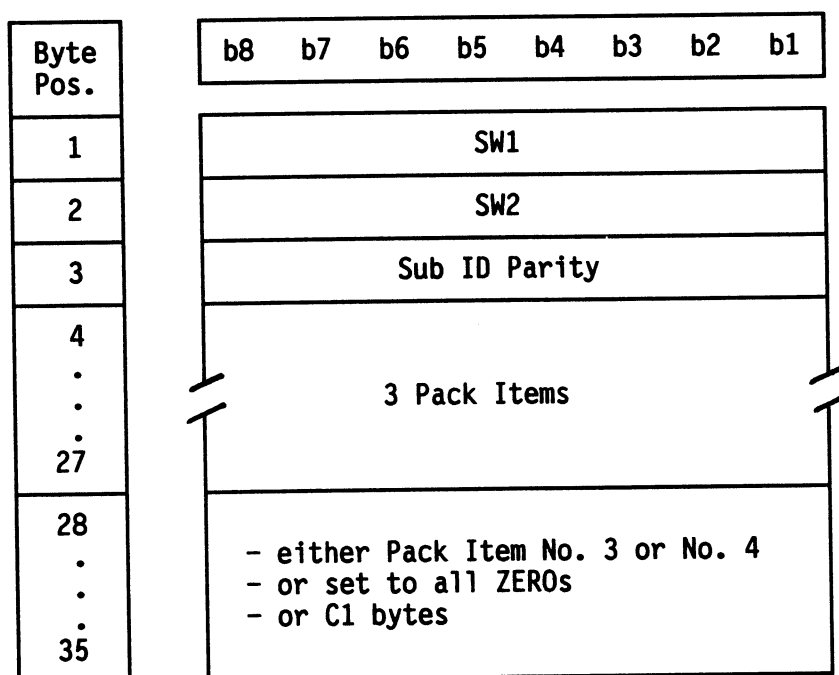 Byte Pos. b8 b7 b6 b5 b4 b3 b2 b1
1 SW1
2 SW2
3 Sub ID Parity
4
.
. 3 Pack Items
.
27
28
. - either Pack Item No. 3 or No. 4
. - or set to all ZEROs
. - or C1 bytes
35